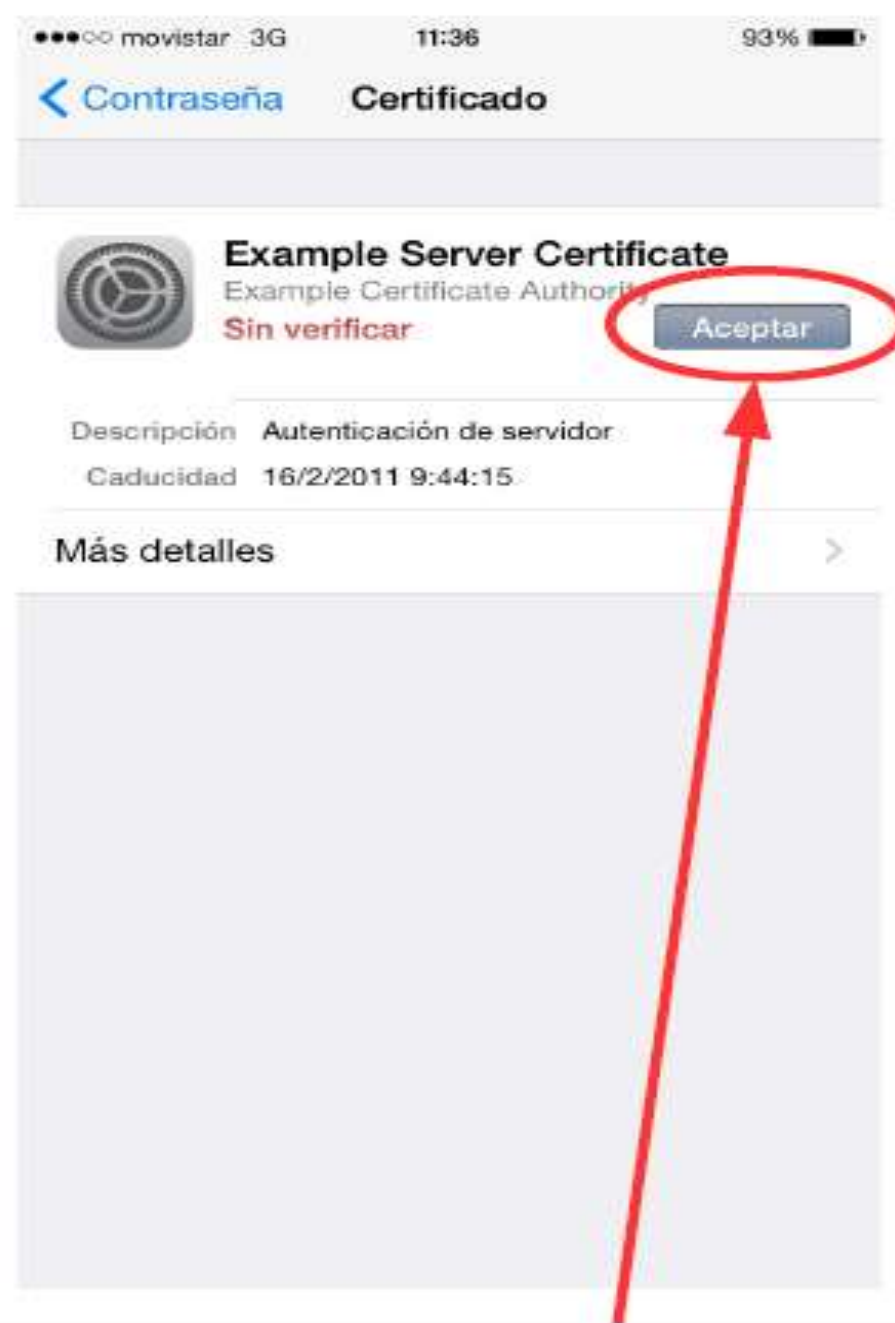 movistar 3G 11:36 93%
Contraseña Certificado
Example Server Certificate
Example Certificate Authority
Sin verificar Aceptar
Descripción Autenticación de servidor
Caducidad 16/2/2011 9:44:15
Más detalles